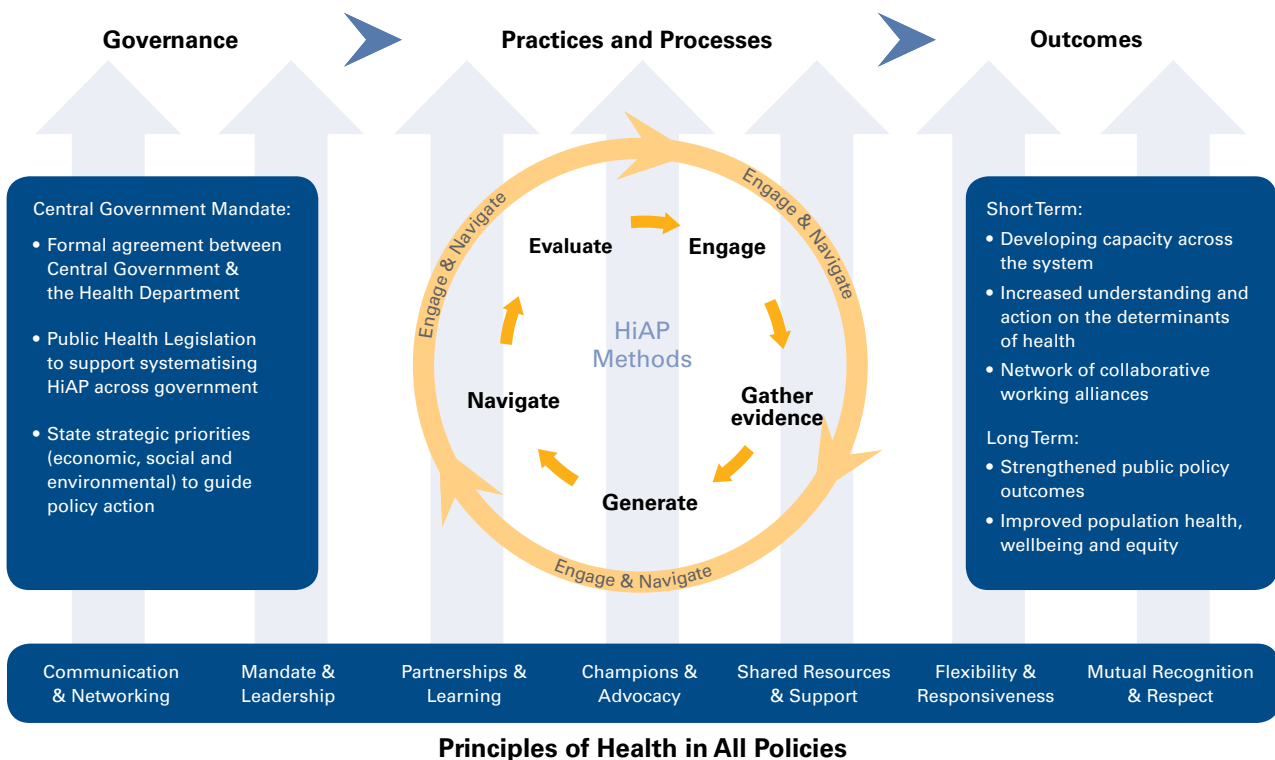 Governance
Practices and Processes
Outcomes
Central Government Mandate:
• Formal agreement between
Central Government &
the Health Department
• Public Health Legislation
to support systematising
HiAP across government
• State strategic priorities
(economic, social and
environmental) to guide
policy action
Engage & Navigate
Engage & Navigate
Engage & Navigate
Evaluate
Engage
HiAP
Methods
Navigate
Gather
evidence
Generate
Short Term:
• Developing capacity across
the system
• Increased understanding and
action on the determinants
of health
• Network of collaborative
working alliances
Long Term:
• Strengthened public policy
outcomes
• Improved population health,
wellbeing and equity
Communication
& Networking
Mandate &
Leadership
Partnerships &
Learning
Champions &
Advocacy
Shared Resources
& Support
Flexibility &
Responsiveness
Mutual Recognition
& Respect
Principles of Health in All Policies